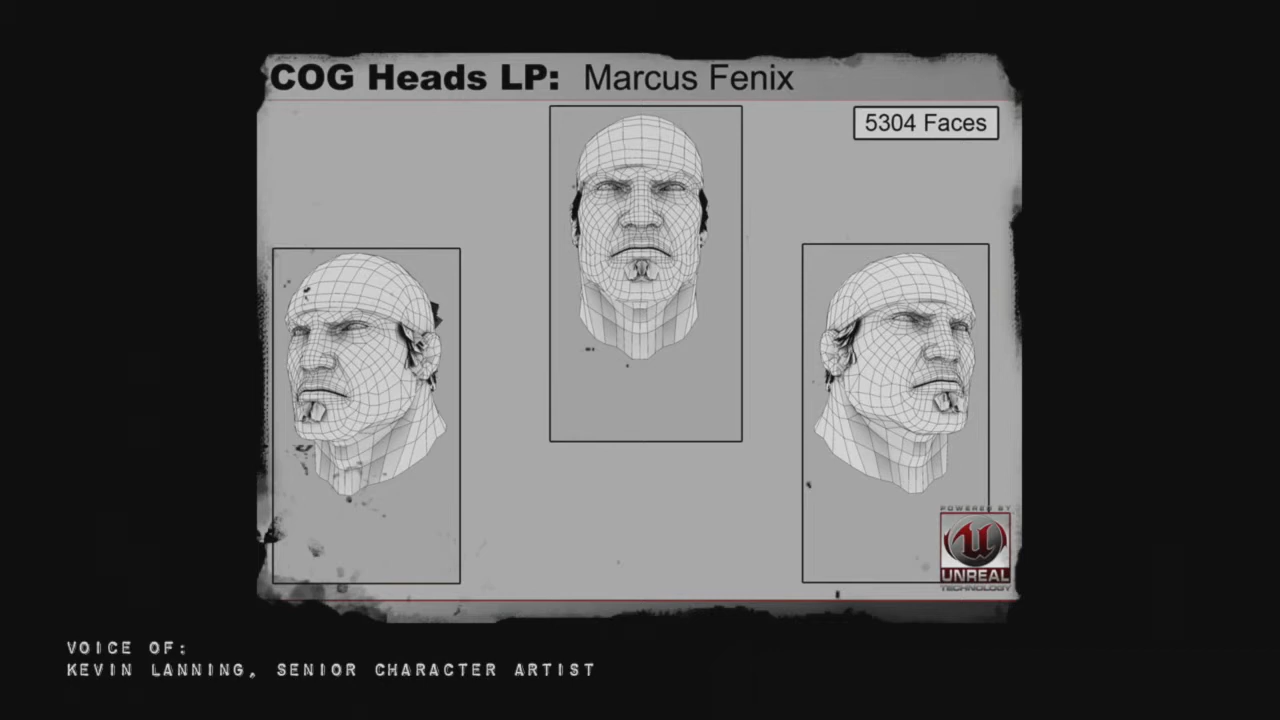 COG Heads LP: Marcus Fenix
5304 Faces
POWERED BY
UNREAL
TECHNOLOGY
VOICE OF:
KEVIN LANNING, SENIOR CHARACTER ARTIST